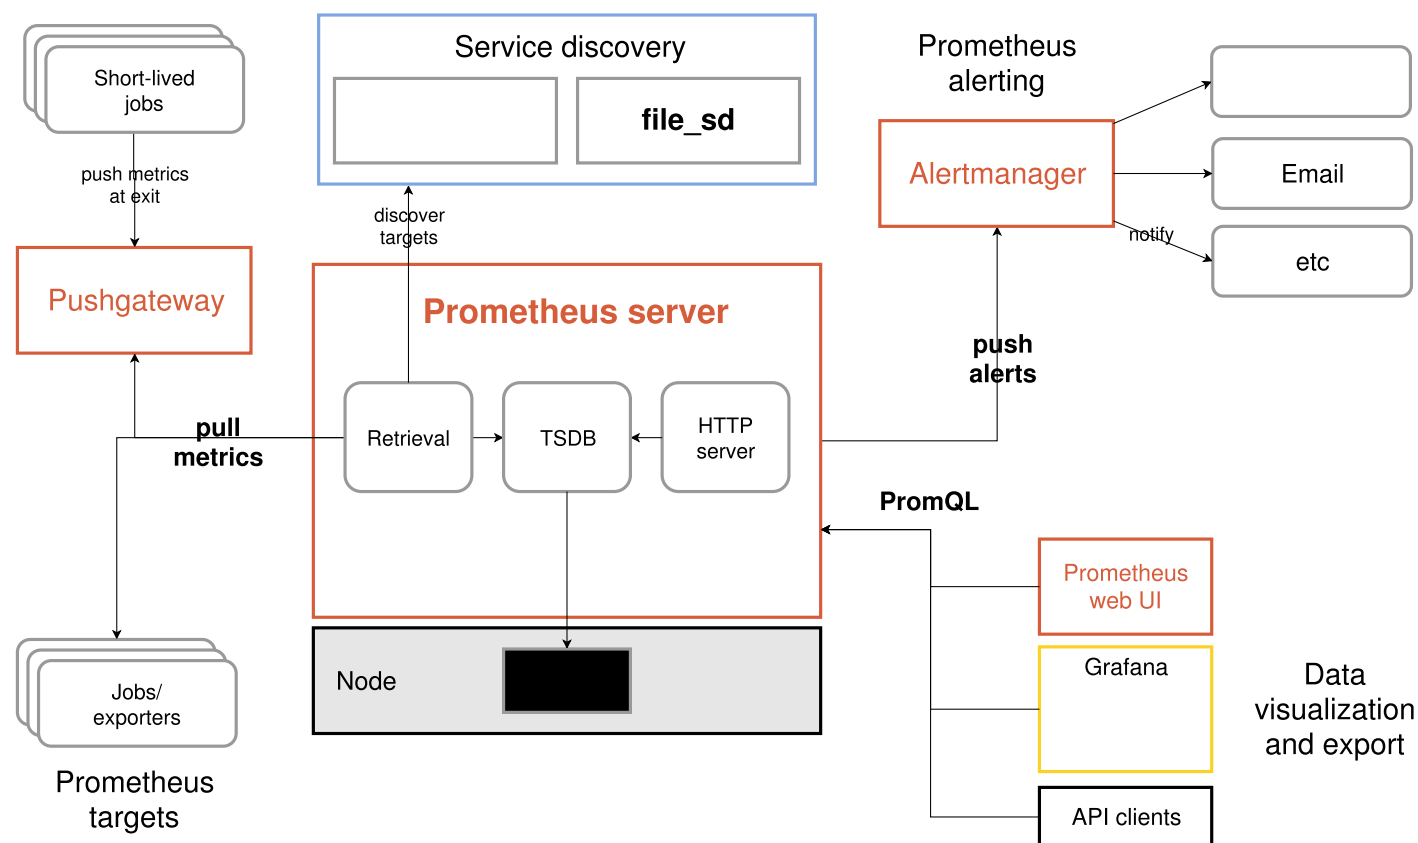 Short-lived
jobs
push metrics
at exit
Pushgateway
pull
metrics
Jobs/
exporters
Prometheus
targets
Service discovery
file_sd
discover
targets
Prometheus server
Retrieval
TSDB
HTTP
server
Node
Prometheus
alerting
Alertmanager
Email
notify
etc
push
alerts
PromQL
Prometheus
web UI
Grafana
API clients
Data
visualization
and export